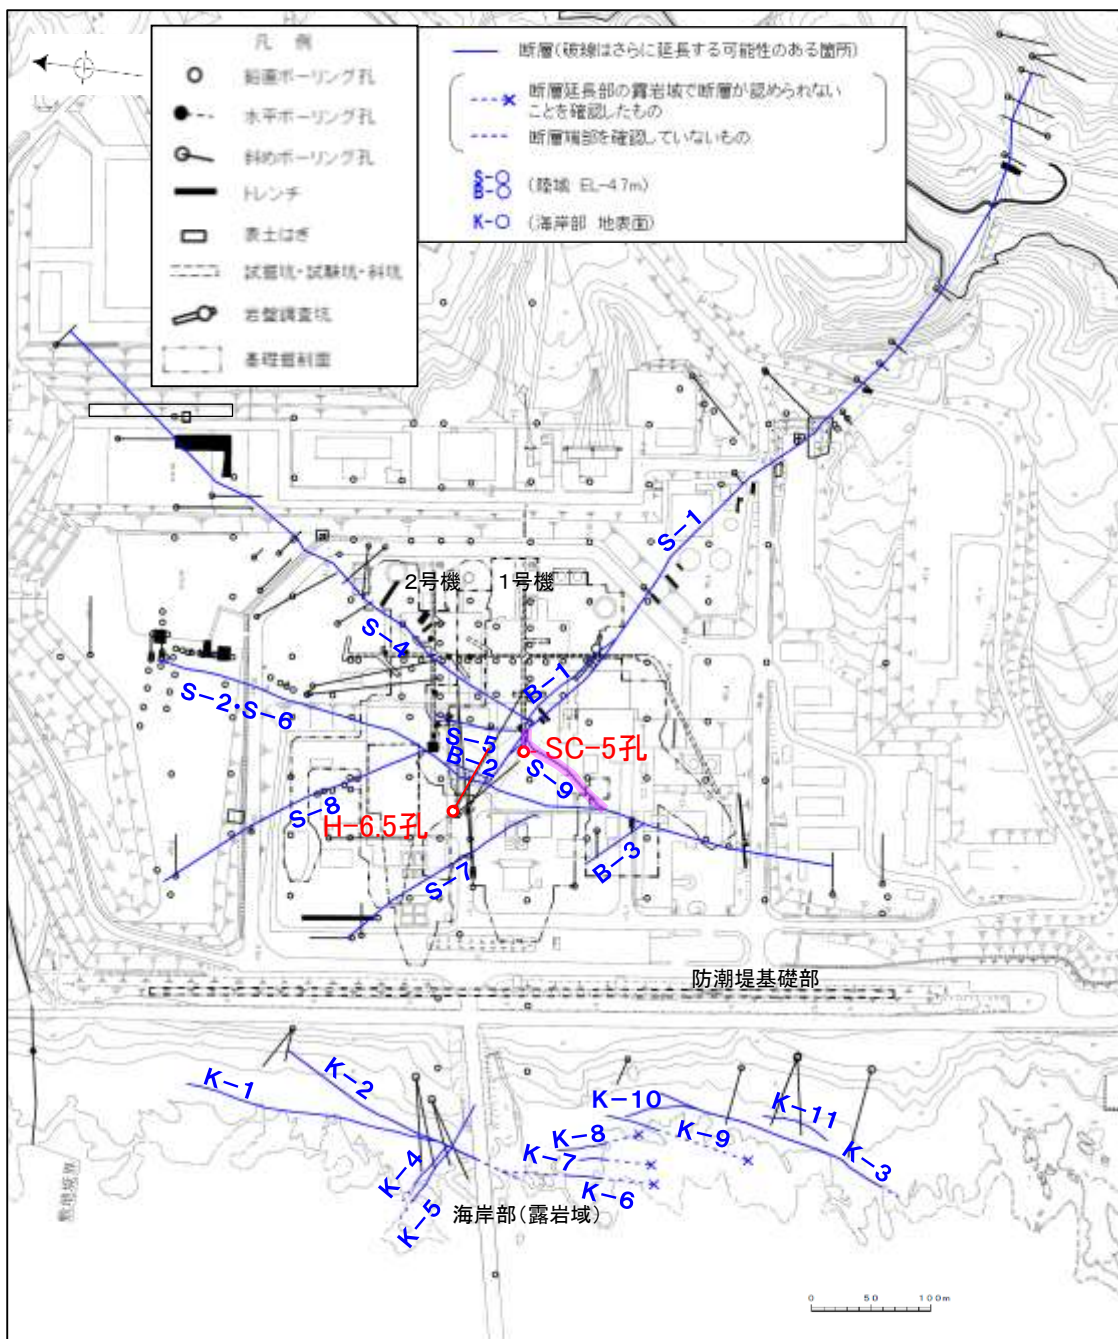 凡 例
鉛直ボーリング孔
水平ボーリング孔
斜めボーリング孔
トレンチ
表土はぎ
試掘坑・試験坑・斜坑
岩盤調査坑
基礎掘削面
断層(破線はさらに延長する可能性のある箇所)
断層延長部の露岩域で断層が認められない
ことを確認したもの
断層端部を確認していないもの
S-○
B-○
(陸域 EL-4.7m)
K-○ (海岸部 地表面)
S-1
2号機
1号機
S-4
B-1
S-2・S-6
S-5
B-2
SC-5孔
S-9
S-8
H-6.5孔
S-7
B-3
防潮堤基礎部
K-1
K-2
K-10
K-11
K-8
K-9
K-7
K-3
K-4
K-6
K-5
海岸部(露岩域)
敷地境界
0 50 100m